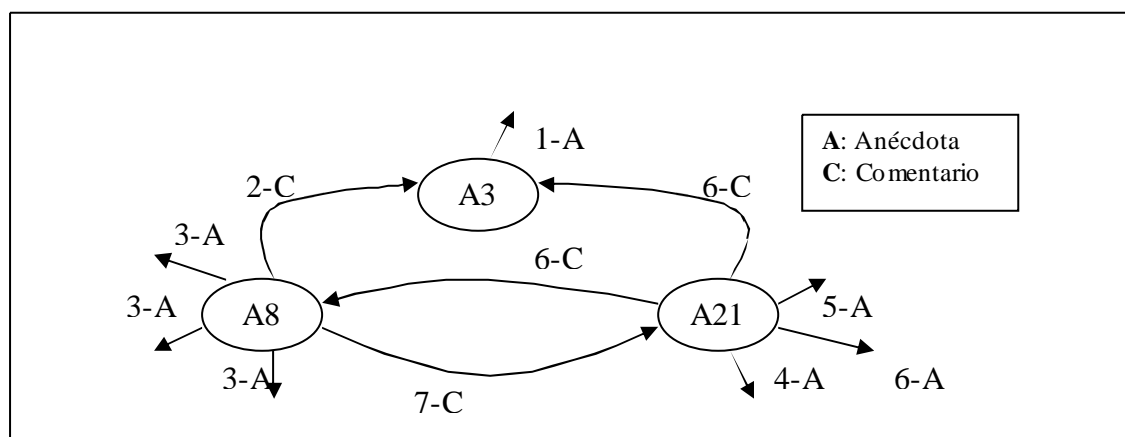 1-A
A: Anécdota
C: Comentario
2-C
A3
6-C
3-A
6-C
3-A
A8
A21
5-A
3-A
4-A
6-A
7-C